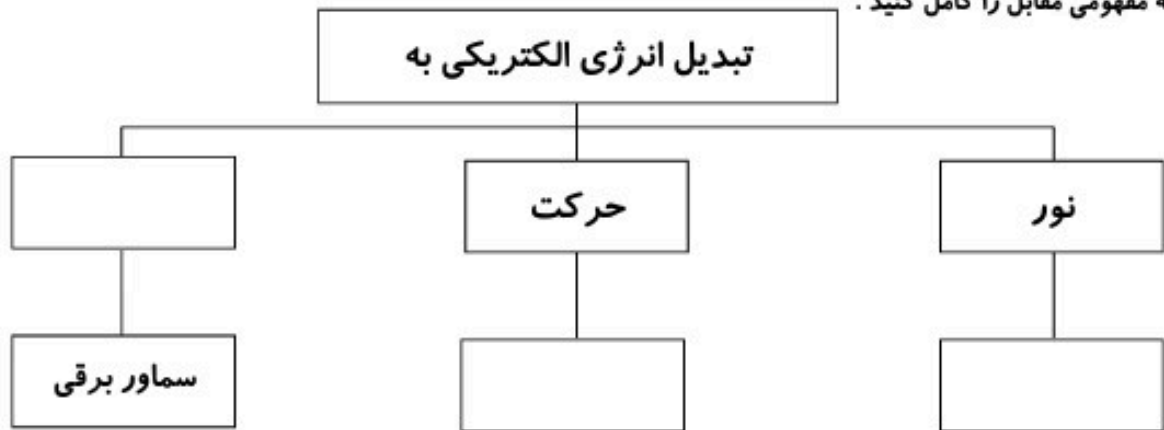 مفهومی مقابل را کامل کنید .
تبدیل انرژی الکتریکی به
نور
حرکت
سماور برقی